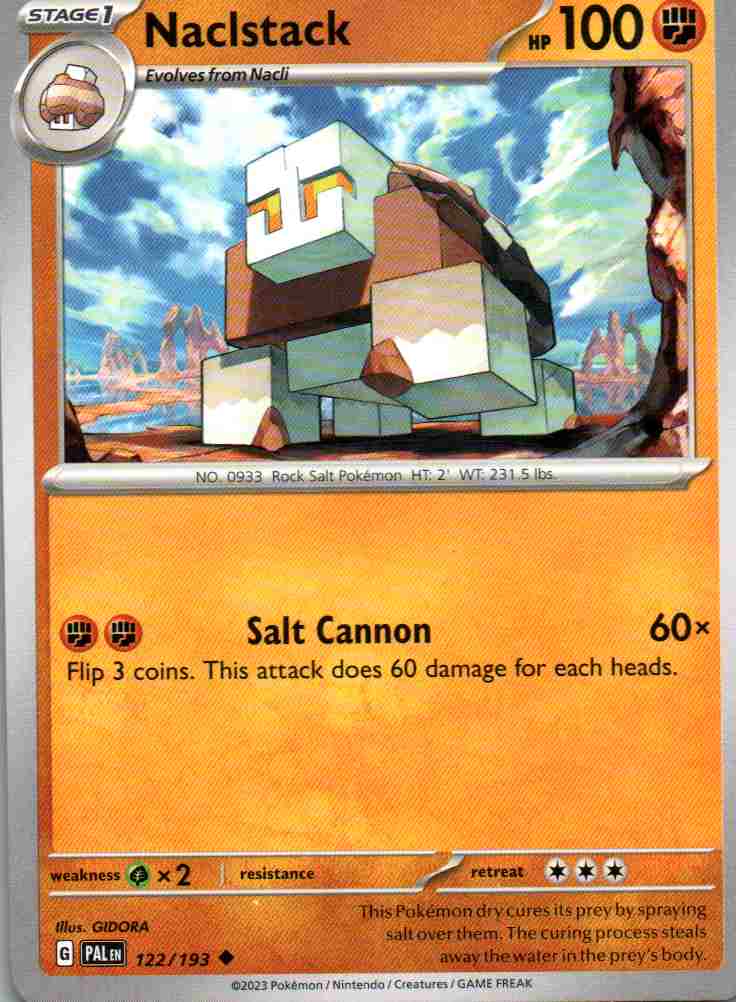 STAGE 1
Naclstack
HP 100
Evolves from Nacli
NO. 0933 Rock Salt Pokémon HT: 2' WT: 231.5 lbs.
Salt Cannon 60×
Flip 3 coins. This attack does 60 damage for each heads.
weakness ×2 resistance retreat
Illus. GIDORA
This Pokémon dry cures its prey by spraying
salt over them. The curing process steals
away the water in the prey's body.
G PAL EN 122/193
©2023 Pokémon / Nintendo / Creatures / GAME FREAK